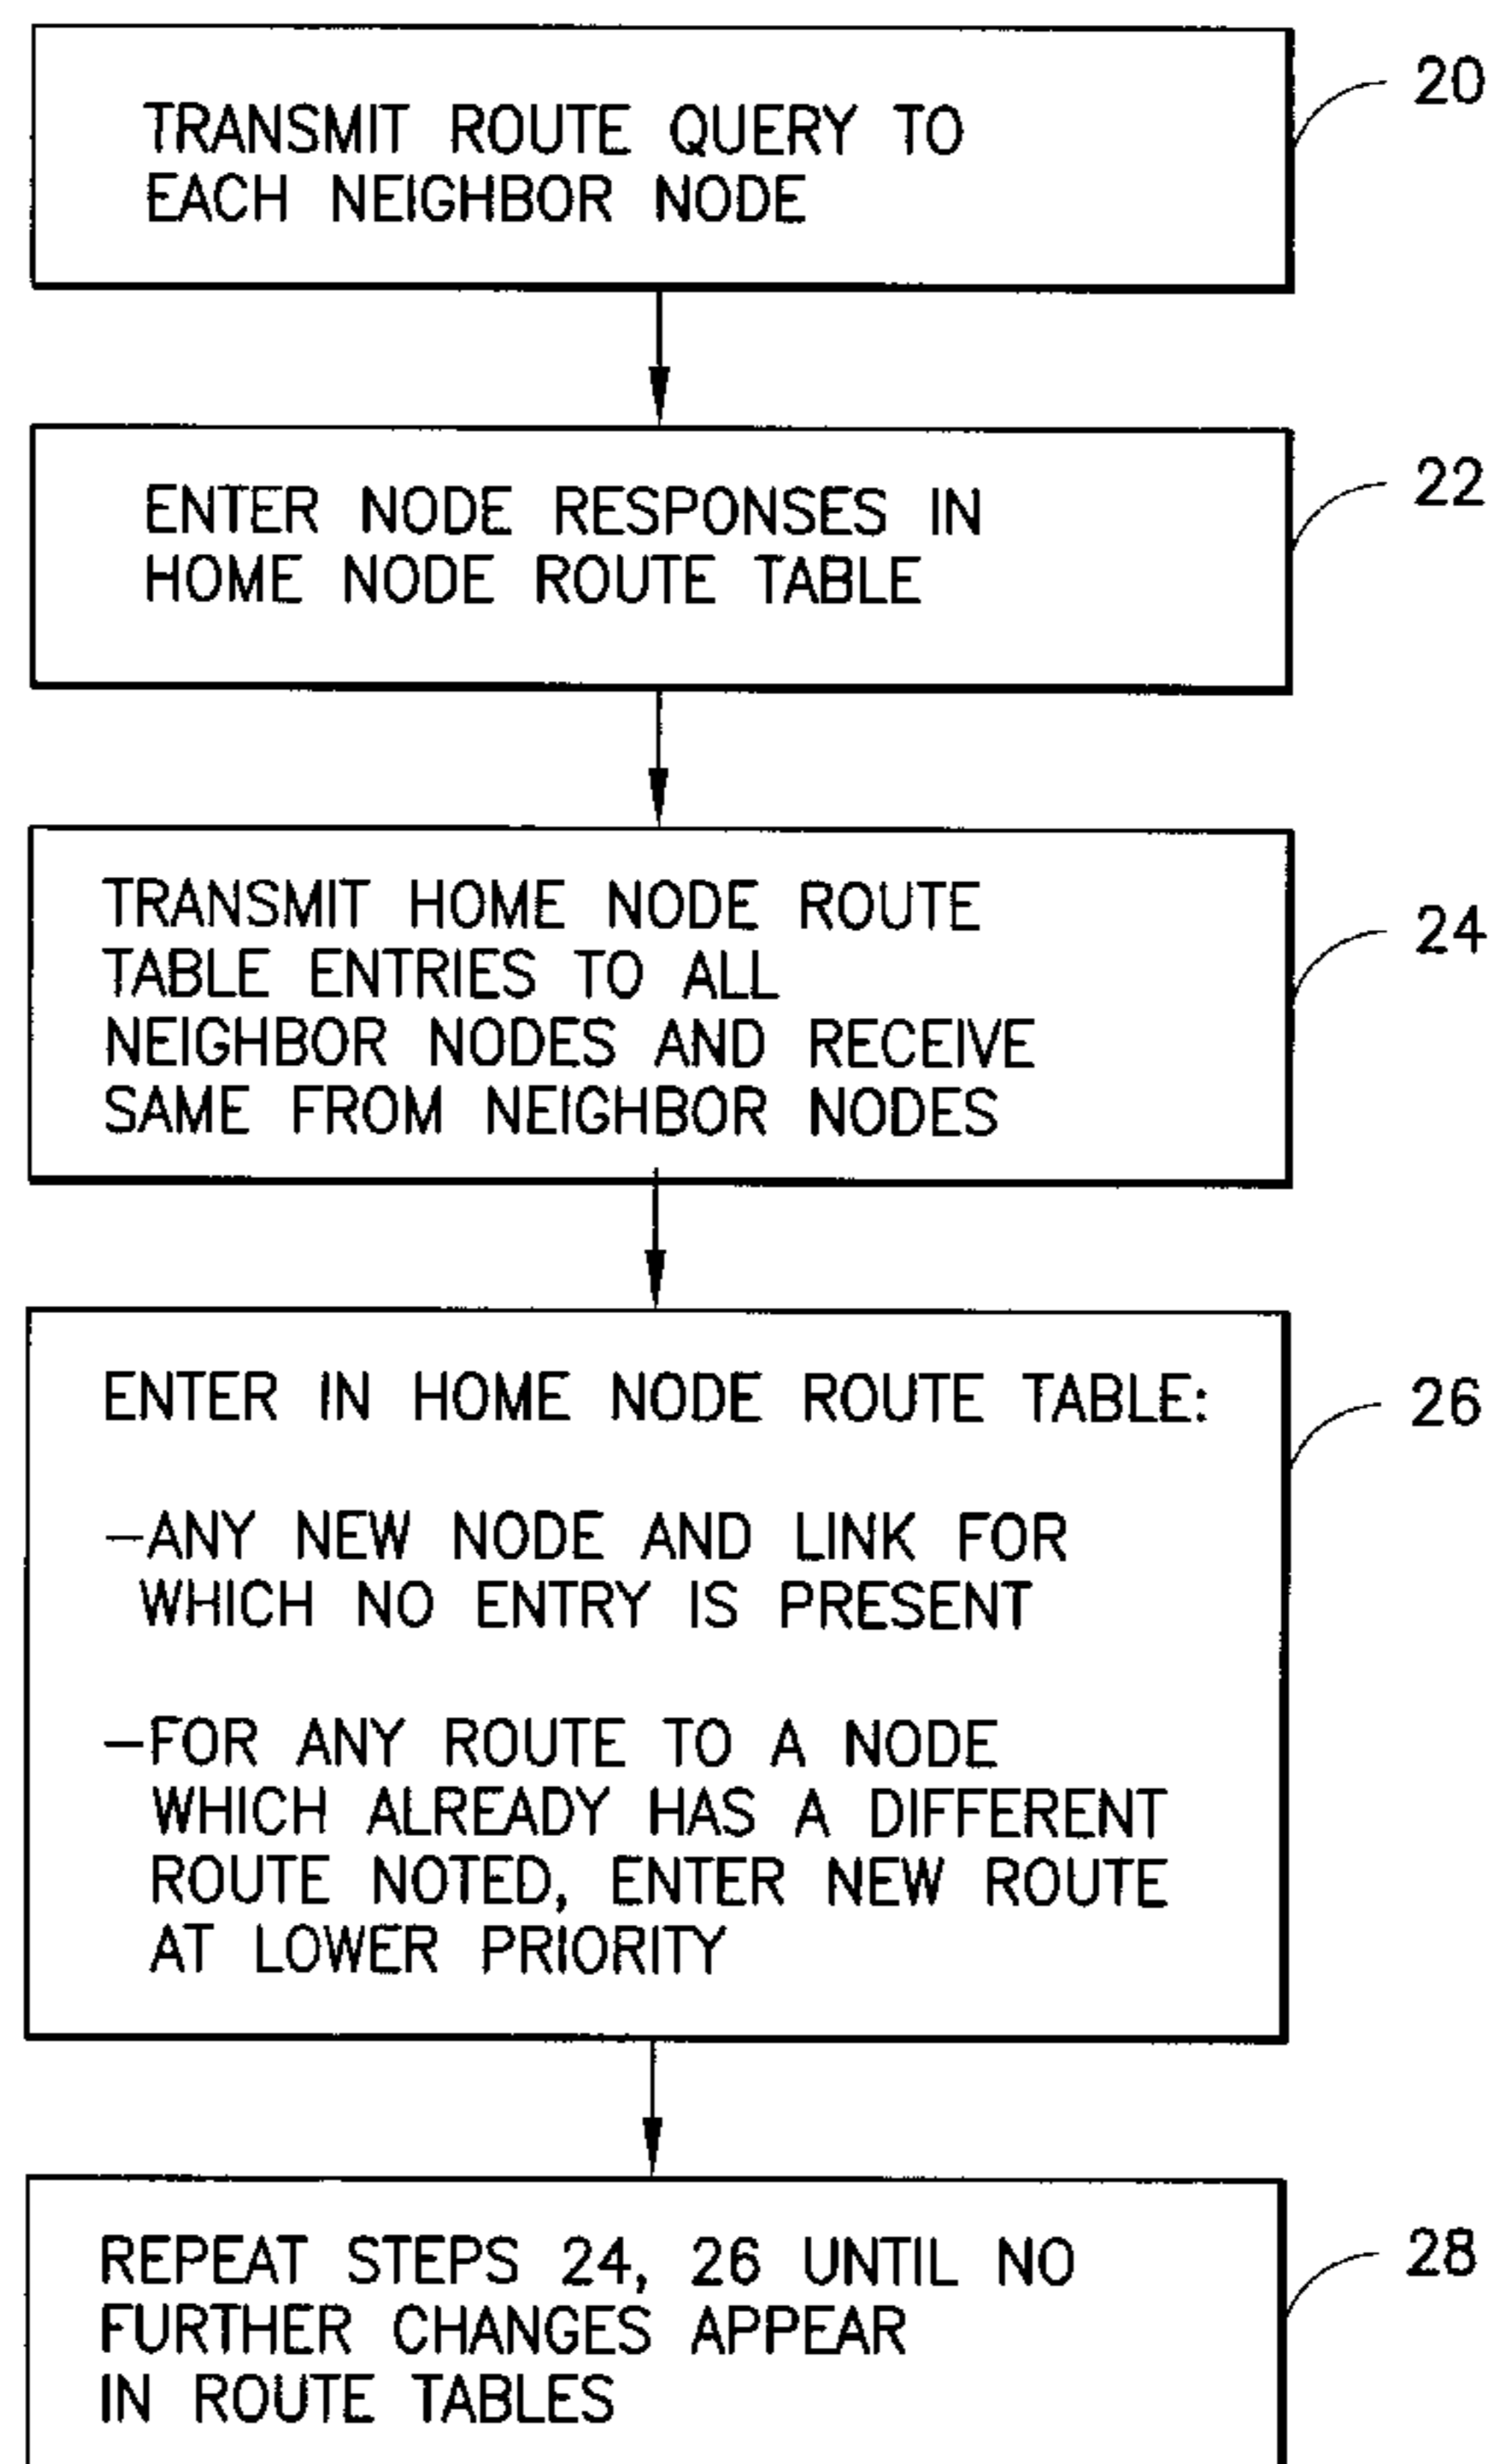 TRANSMIT ROUTE QUERY TO
EACH NEIGHBOR NODE
20
ENTER NODE RESPONSES IN
HOME NODE ROUTE TABLE
22
TRANSMIT HOME NODE ROUTE
TABLE ENTRIES TO ALL
NEIGHBOR NODES AND RECEIVE
SAME FROM NEIGHBOR NODES
24
ENTER IN HOME NODE ROUTE TABLE:
26
—ANY NEW NODE AND LINK FOR
WHICH NO ENTRY IS PRESENT
—FOR ANY ROUTE TO A NODE
WHICH ALREADY HAS A DIFFERENT
ROUTE NOTED, ENTER NEW ROUTE
AT LOWER PRIORITY
REPEAT STEPS 24, 26 UNTIL NO
FURTHER CHANGES APPEAR
IN ROUTE TABLES
28